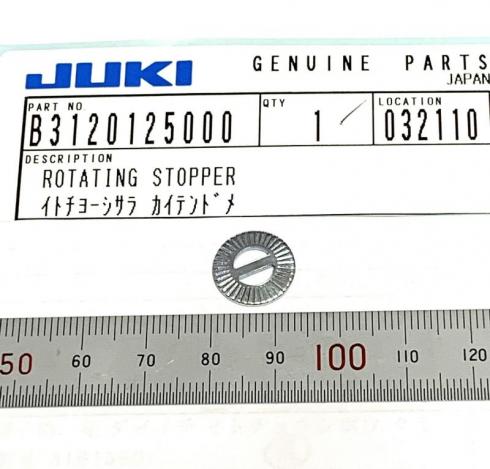 JUKI GENUINE PARTS
JAPAN
PART NO. QTY LOCATION
B3120125000 1 032110
DESCRIPTION
ROTATING STOPPER
イトチョーシサラ カイテンドメ
50 60 70 80 90 100 110 120